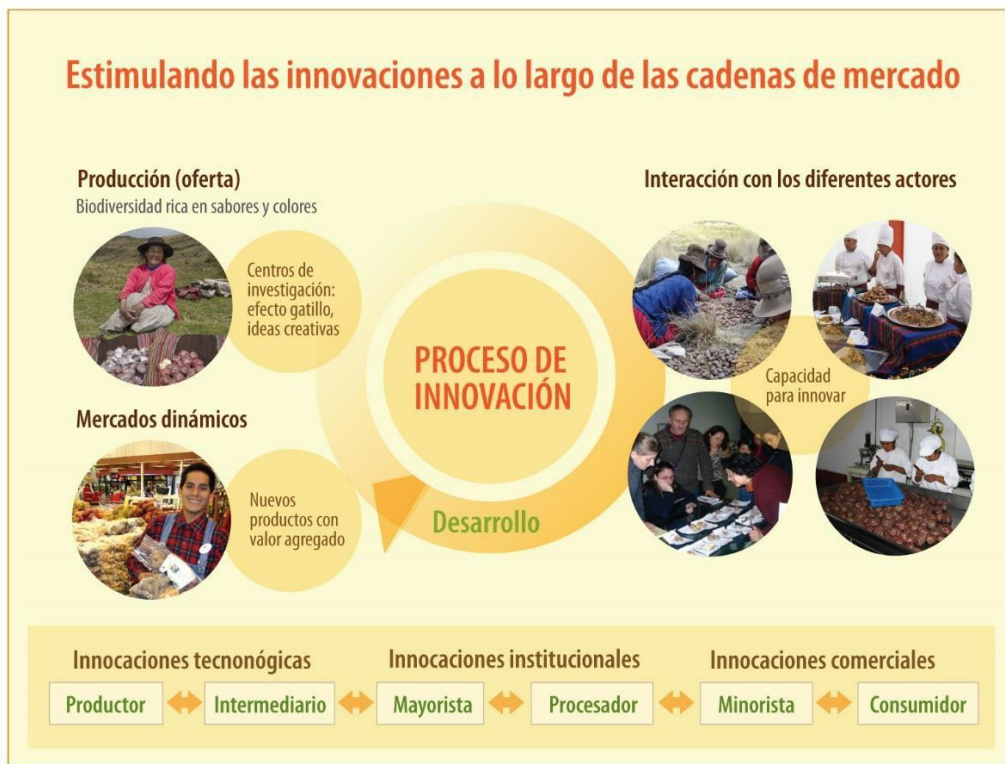 Estimulando las innovaciones a lo largo de las cadenas de mercado
Producción (oferta)
Biodiversidad rica en sabores y colores
Centros de
investigación:
efecto gatillo,
ideas creativas
Mercados dinámicos
Nuevos
productos con
valor agregado
PROCESO DE
INNOVACIÓN
Desarrollo
Interacción con los diferentes actores
Capacidad
para innovar
Innocaciones tecnonógicas
Innocaciones institucionales
Innocaciones comerciales
Productor
Intermediario
Mayorista
Procesador
Minorista
Consumidor